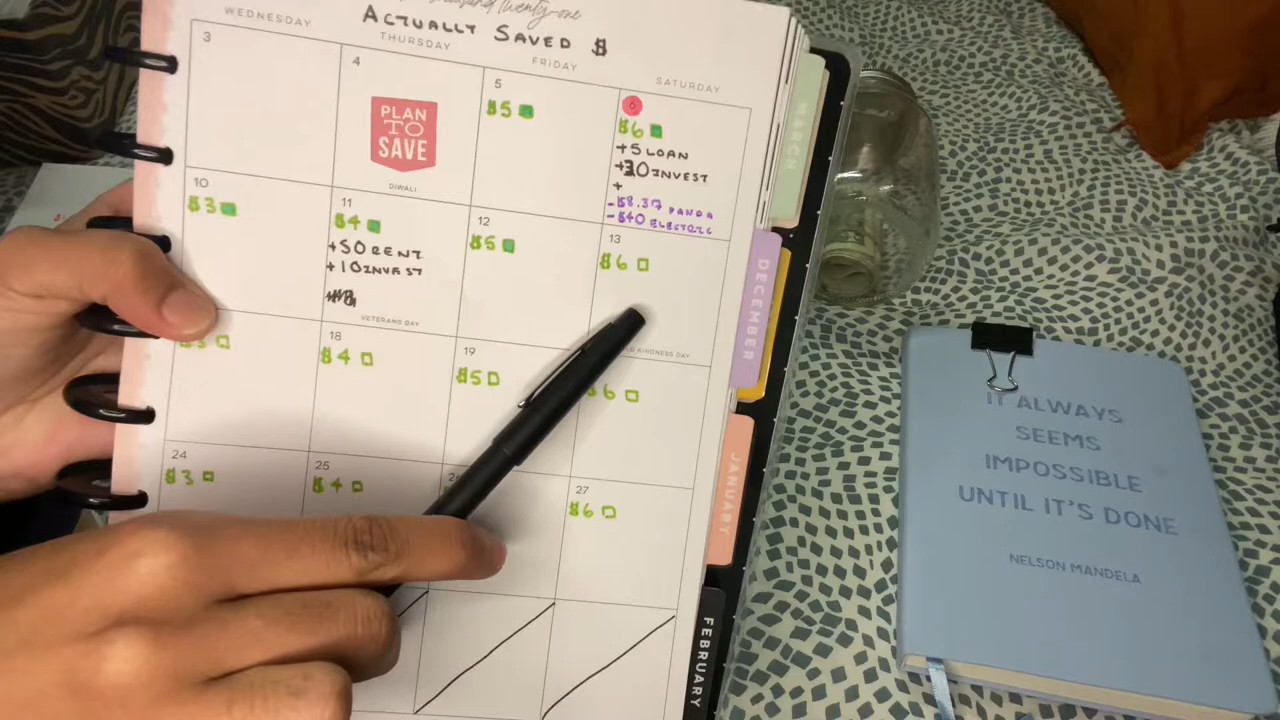 Twenty-one
ACTUALLY SAVED $
WEDNESDAY
THURSDAY
FRIDAY
SATURDAY
3
4
PLAN
TO
SAVE
DIWALI
5
$5
6
$6
+5 LOAN
INVEST
+
-$8.37 PANDA
-$40 ELECTRIC
10
$3
11
$4
+50 RENT
+10 INVEST
VETERANS DAY
12
$5
13
$6
KINDNESS DAY
18
$4
19
$5
$6
24
$3
25
$4
27
$6
MARCH
DECEMBER
JANUARY
FEBRUARY
IT ALWAYS
SEEMS
IMPOSSIBLE
UNTIL IT'S DONE
NELSON MANDELA